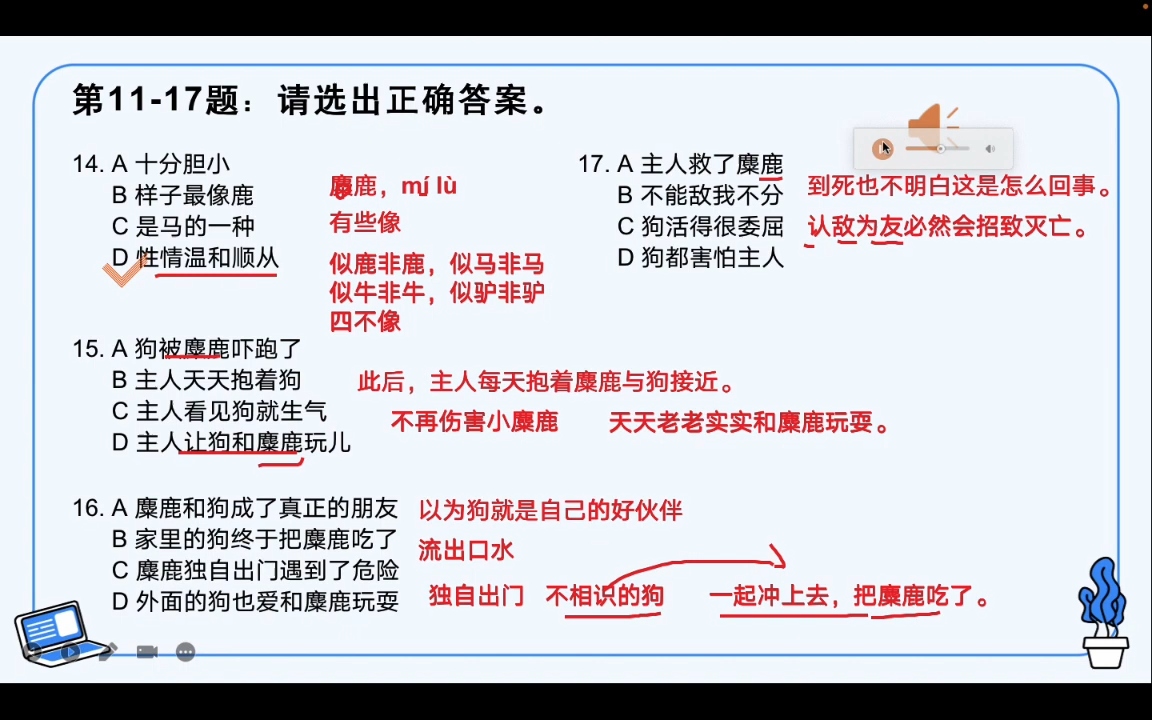 第11-17题：请选出正确答案。
14. A 十分胆小
B 样子最像鹿
C 是马的一种
D 性情温和顺从
麋鹿，mí lù
有些像
似鹿非鹿，似马非马
似牛非牛，似驴非驴
四不像
15. A 狗被麋鹿吓跑了
B 主人天天抱着狗
C 主人看见狗就生气
D 主人让狗和麋鹿玩儿
此后，主人每天抱着麋鹿与狗接近。
不再伤害小麋鹿 天天老老实实和麋鹿玩耍。
16. A 麋鹿和狗成了真正的朋友
B 家里的狗终于把麋鹿吃了
C 麋鹿独自出门遇到了危险
D 外面的狗也爱和麋鹿玩耍
以为狗就是自己的好伙伴
流出口水
独自出门 不相识的狗 一起冲上去，把麋鹿吃了。
17. A 主人救了麋鹿
B 不能敌我不分
C 狗活得很委屈
D 狗都害怕主人
到死也不明白这是怎么回事。
认敌为友必然会招致灭亡。